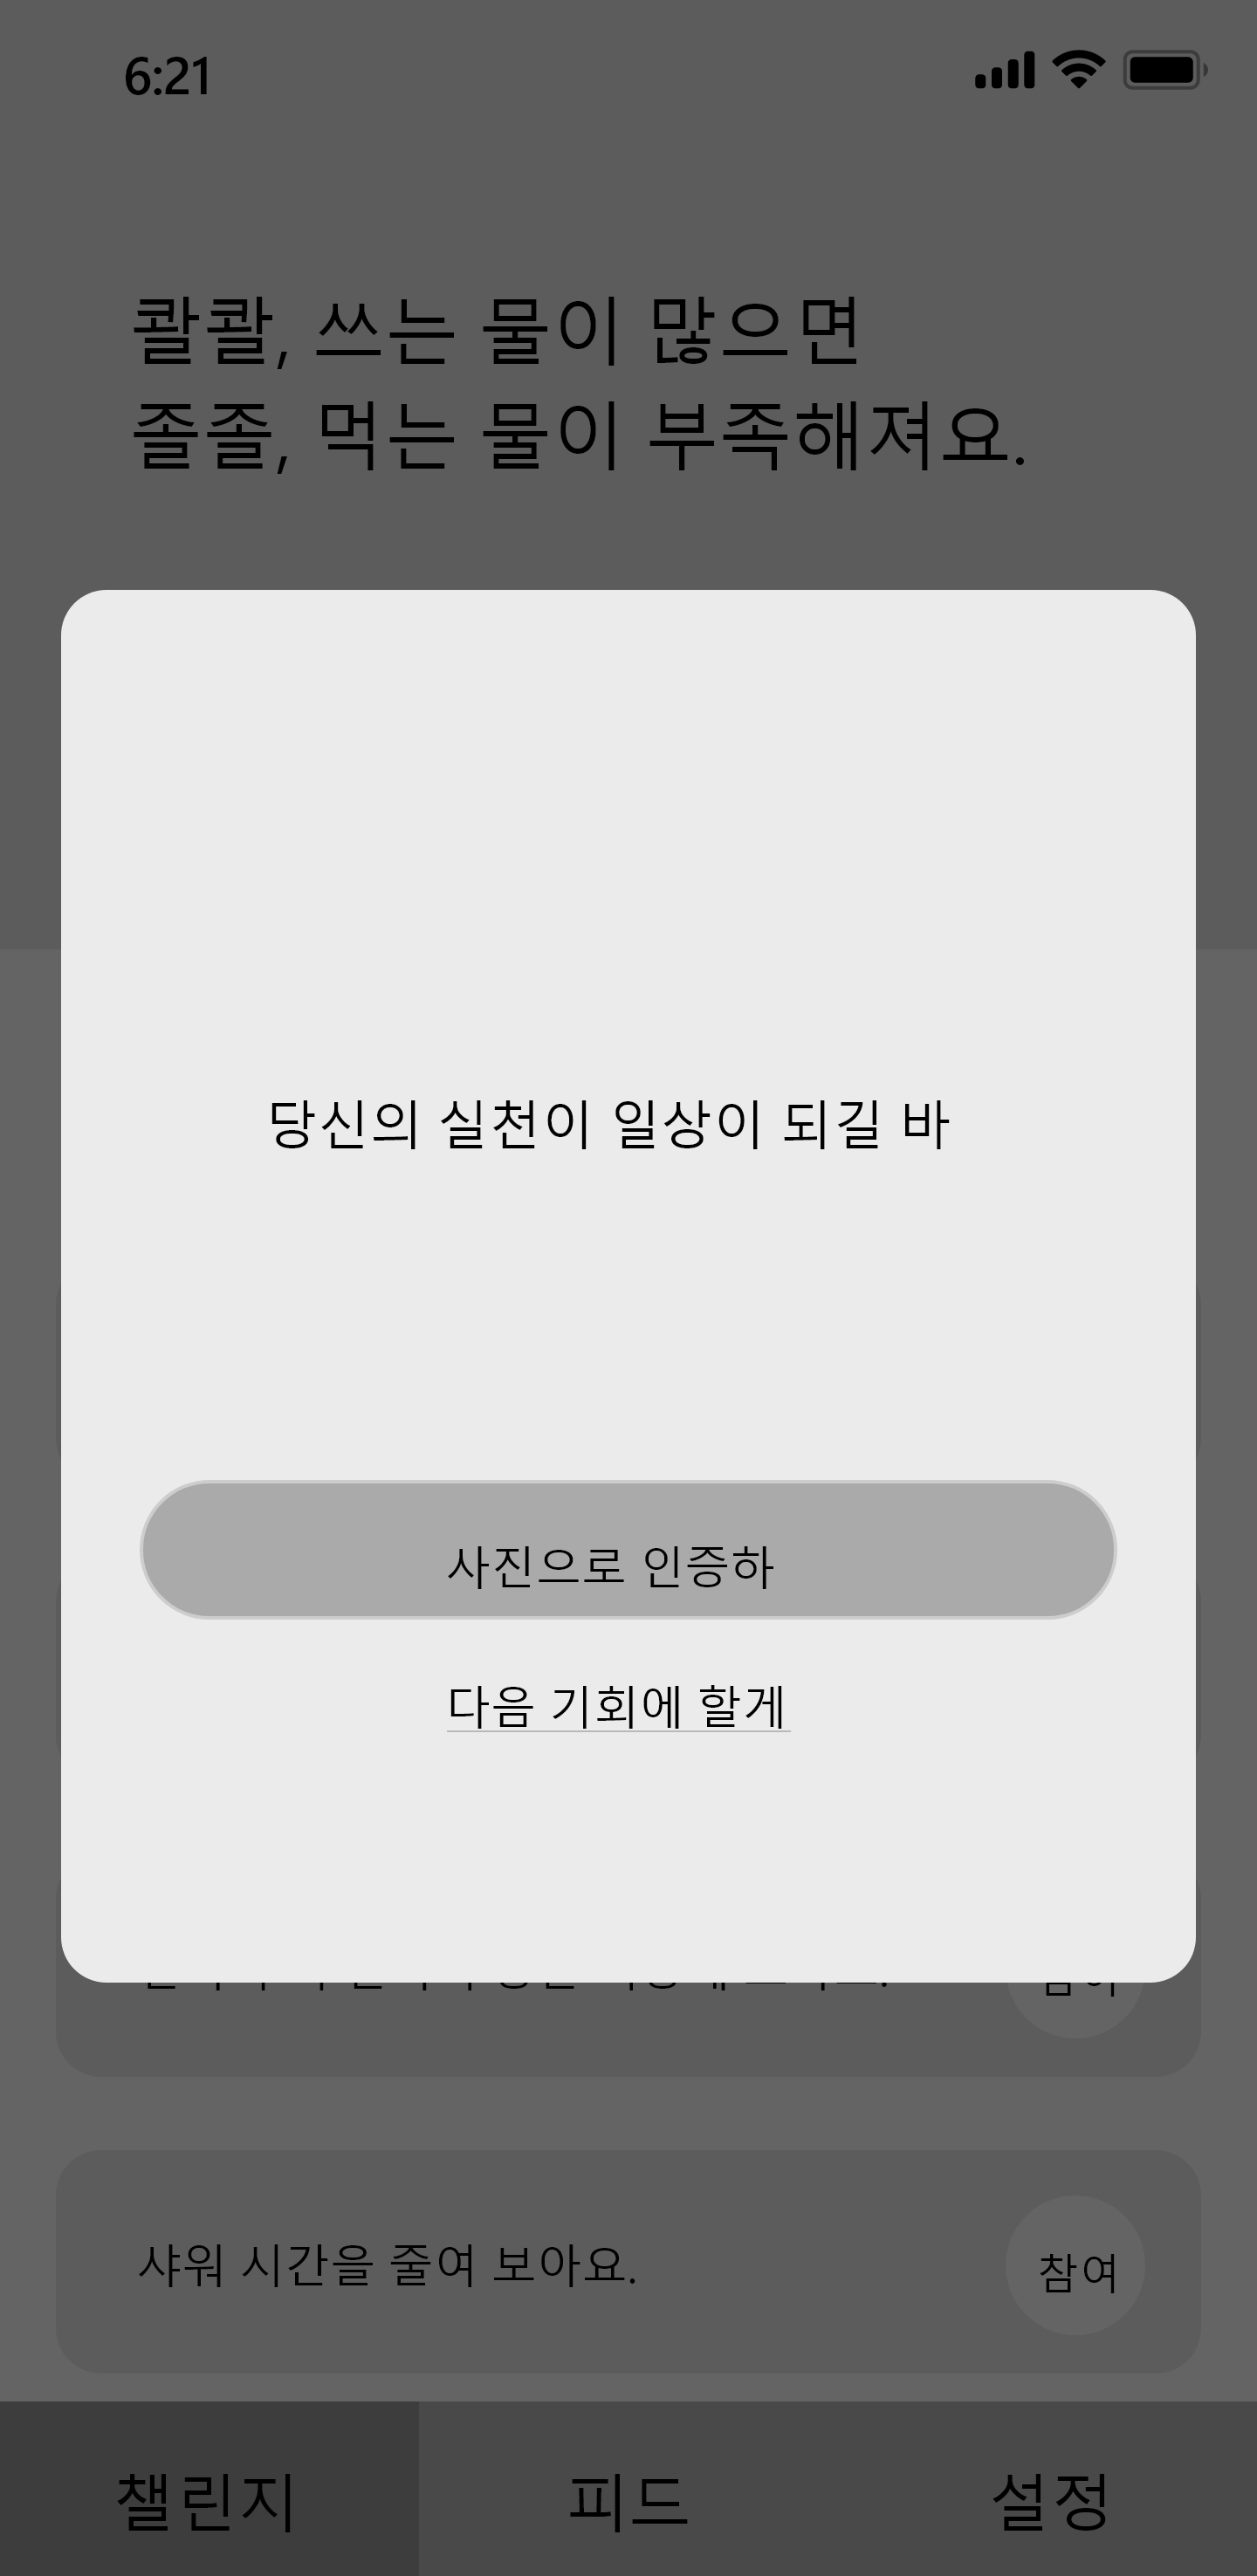 6:21
콸콸, 쓰는 물이 많으면
졸졸, 먹는 물이 부족해져요.
당신의 실천이 일상이 되길 바
사진으로 인증하
다음 기회에 할게
샤워 시간을 줄여 보아요.
참여
챌린지
피드
설정